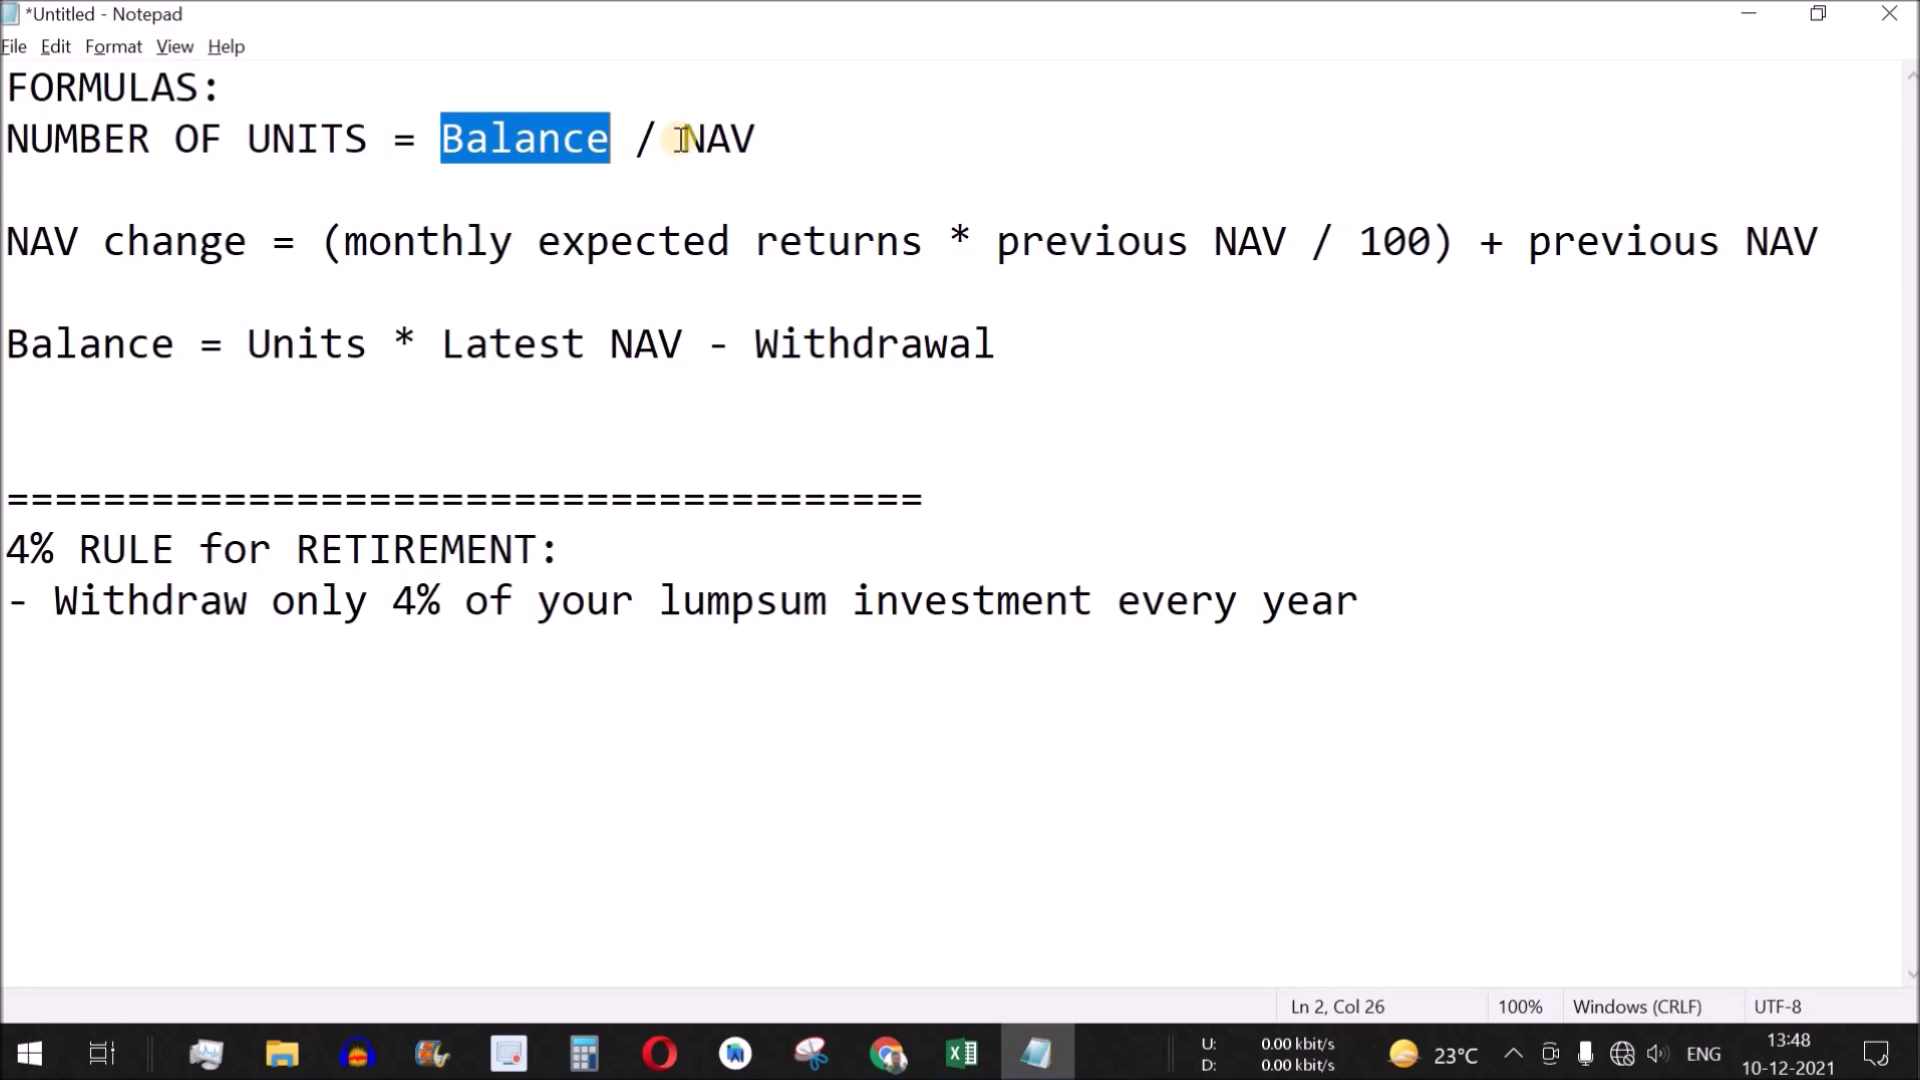 *Untitled - Notepad
File Edit Format View Help
FORMULAS:
NUMBER OF UNITS = Balance / NAV
NAV change = (monthly expected returns * previous NAV / 100) + previous NAV
Balance = Units * Latest NAV - Withdrawal
======================================
4% RULE for RETIREMENT:
- Withdraw only 4% of your lumpsum investment every year
Ln 2, Col 26 100% Windows (CRLF) UTF-8
U: 0.00 kbit/s
D: 0.00 kbit/s
23°C
ENG
13:48
10-12-2021